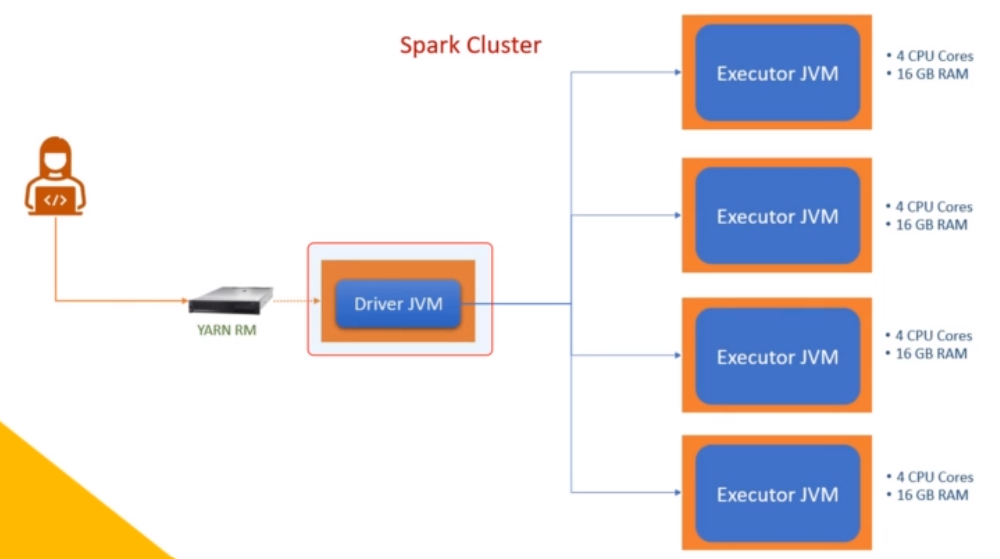 Spark Cluster
</>
YARN RM
Driver JVM
Executor JVM
• 4 CPU Cores
• 16 GB RAM
Executor JVM
• 4 CPU Cores
• 16 GB RAM
Executor JVM
• 4 CPU Cores
• 16 GB RAM
Executor JVM
• 4 CPU Cores
• 16 GB RAM